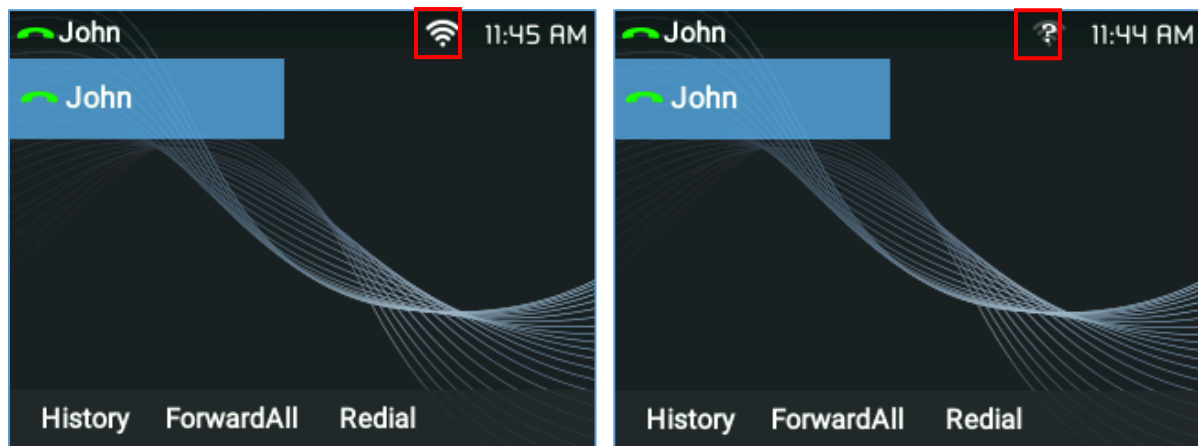 John 11:45 AM
John
History ForwardAll Redial
John ? 11:44 AM
John
History ForwardAll Redial